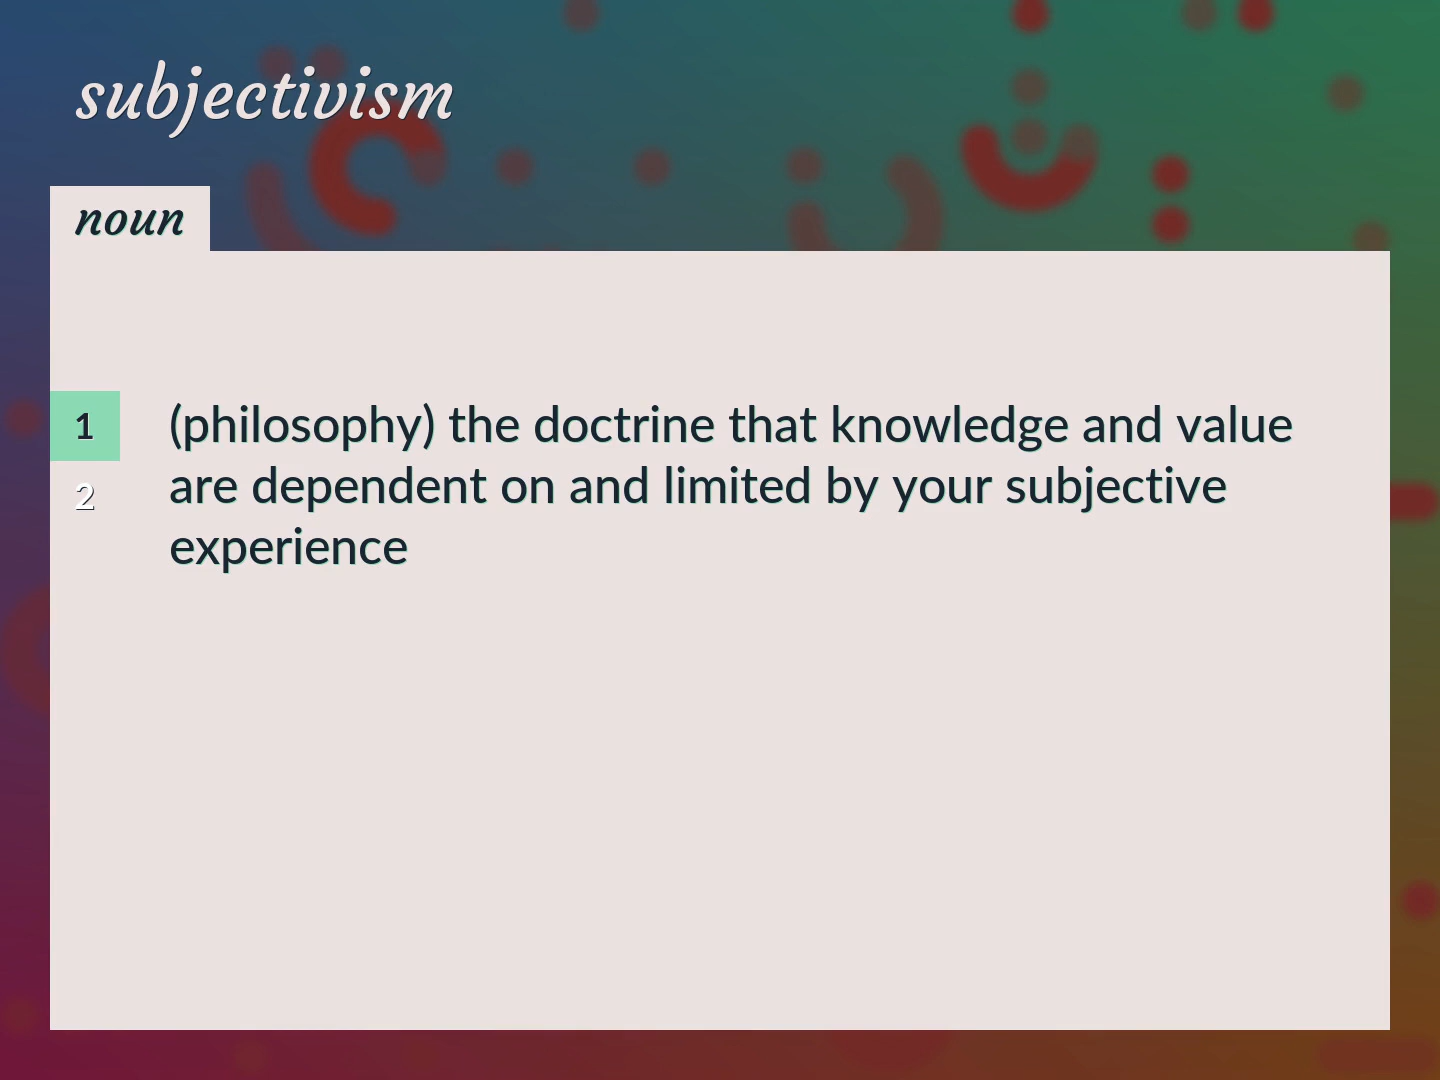 subjectivism
noun
1
(philosophy) the doctrine that knowledge and value
are dependent on and limited by your subjective
experience
2